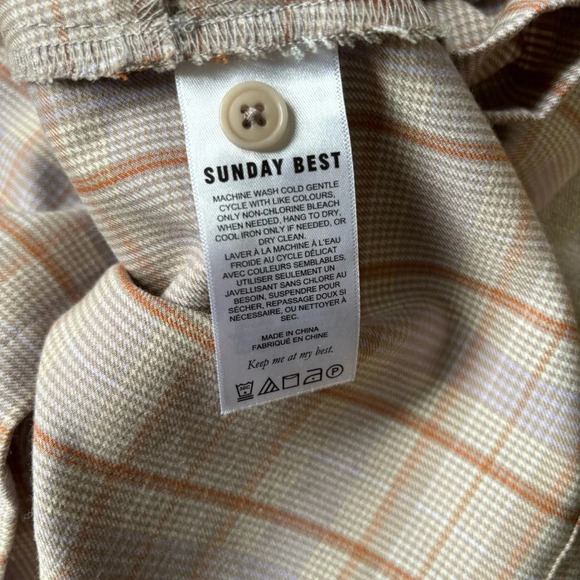 SUNDAY BEST
MACHINE WASH COLD GENTLE
CYCLE WITH LIKE COLOURS,
ONLY NON-CHLORINE BLEACH
WHEN NEEDED, HANG TO DRY,
COOL IRON ONLY IF NEEDED, OR
DRY CLEAN.
LAVER À LA MACHINE À L'EAU
FROIDE AU CYCLE DÉLICAT
AVEC COULEURS SEMBLABLES,
UTILISER SEULEMENT UN
JAVELLISANT SANS CHLORE AU
BESOIN, SUSPENDRE POUR
SÉCHER, REPASSAGE DOUX SI
NÉCESSAIRE, OU NETTOYER À
SEC.
MADE IN CHINA
FABRIQUÉ EN CHINE
Keep me at my best.
30C P